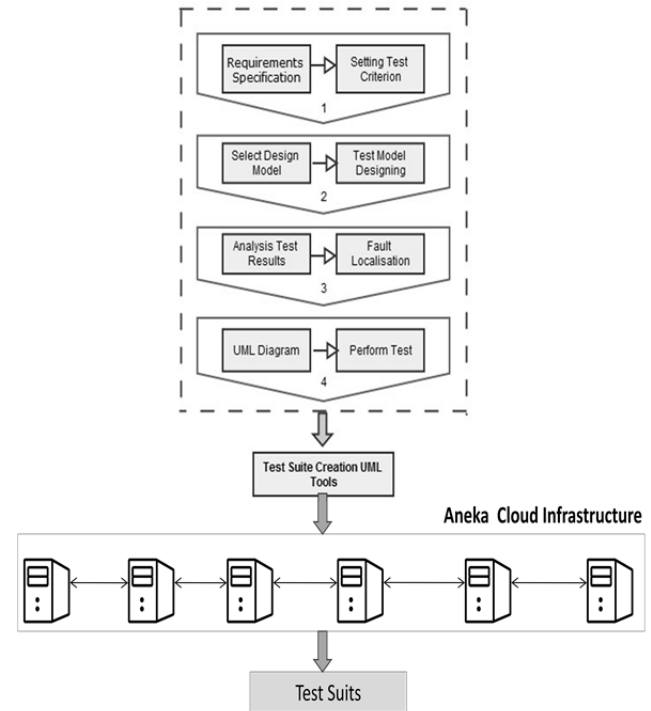 Requirements
Specification
Setting Test
Criterion
1
Select Design
Model
Test Model
Designing
2
Analysis Test
Results
Fault
Localisation
3
UML Diagram
Perform Test
4
Test Suite Creation UML
Tools
Aneka Cloud Infrastructure
Test Suits